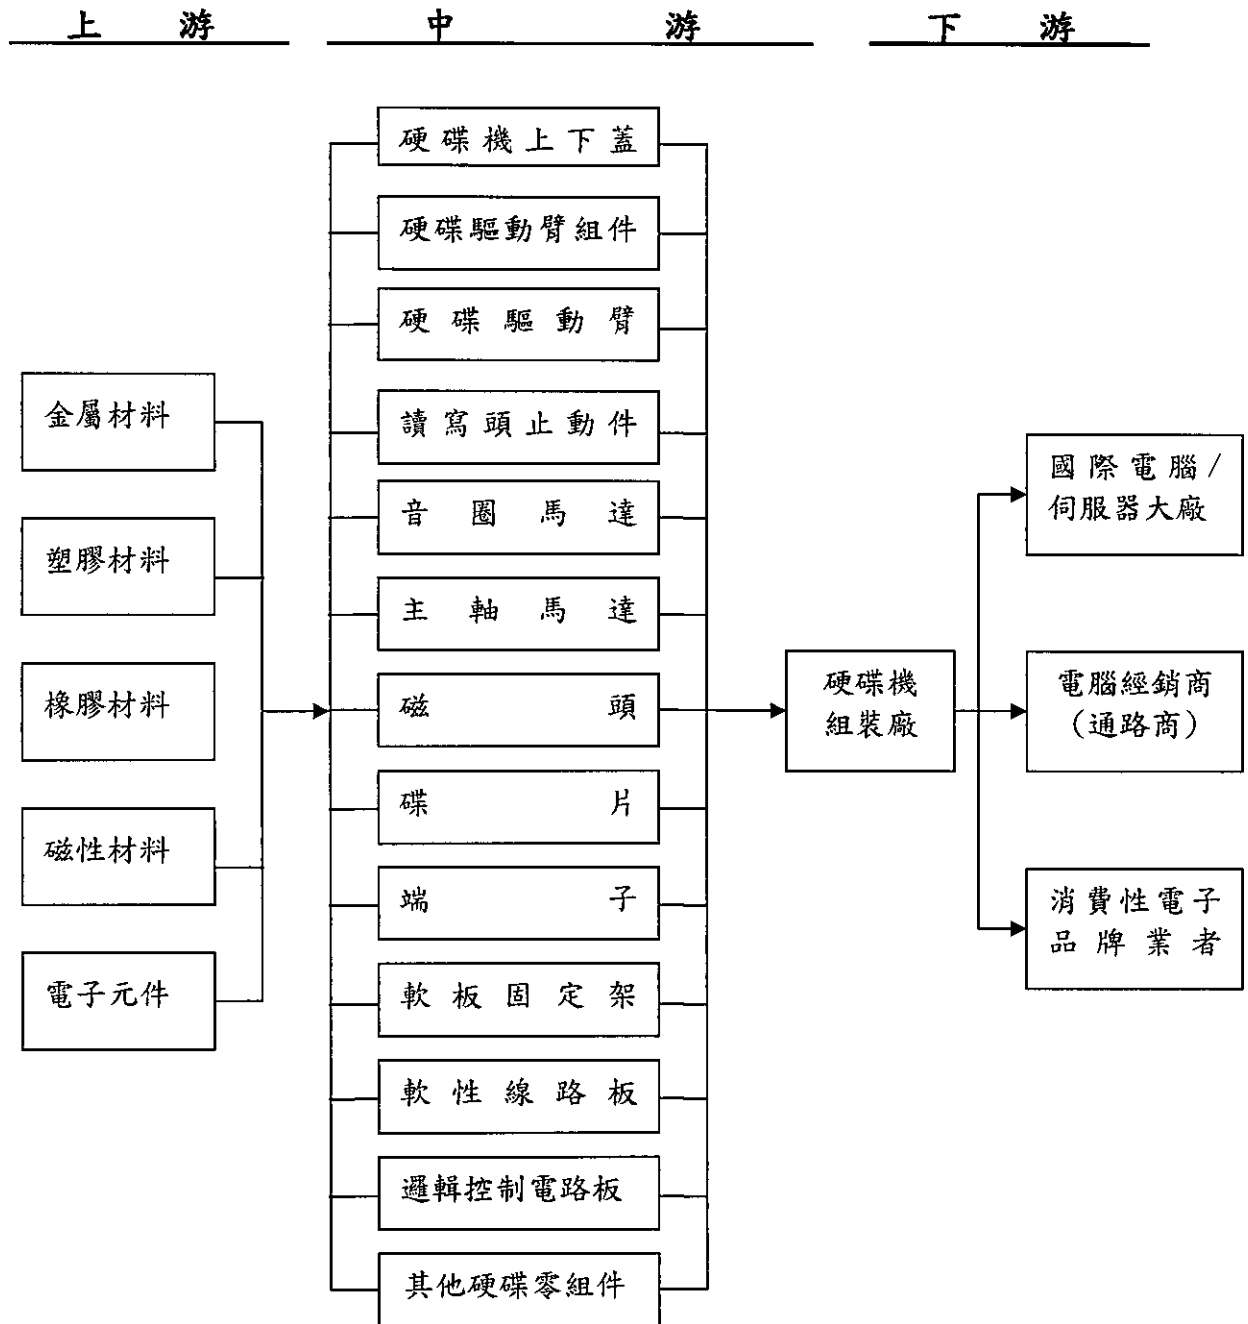 上游
中游
下游
硬碟機上下蓋
硬碟驅動臂組件
硬碟驅動臂
讀寫頭止動件
音圈馬達
主軸馬達
磁頭
碟片
端子
軟板固定架
軟性線路板
邏輯控制電路板
其他硬碟零組件
金屬材料
塑膠材料
橡膠材料
磁性材料
電子元件
硬碟機
組裝廠
國際電腦/
伺服器大廠
電腦經銷商
(通路商)
消費性電子
品牌業者